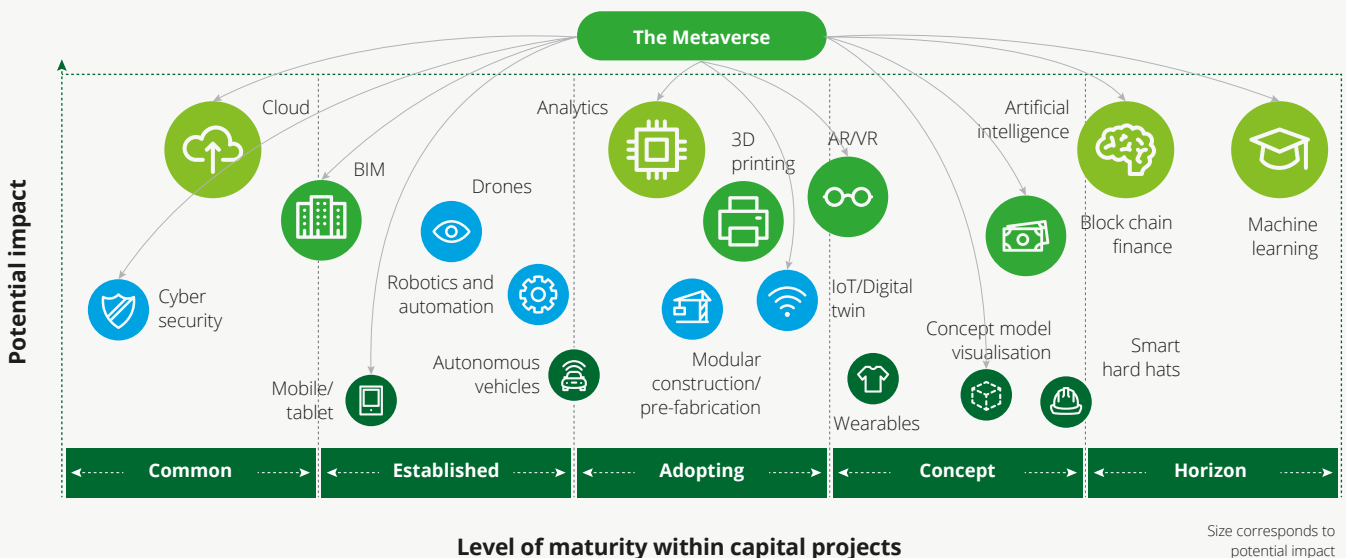 The Metaverse
Potential impact
Cloud
Analytics
3D
printing
AR/VR
Artificial
intelligence
BIM
Drones
Block chain
finance
Machine
learning
Cyber
security
Robotics and
automation
IoT/Digital
twin
Mobile/
tablet
Autonomous
vehicles
Modular
construction/
pre-fabrication
Wearables
Concept model
visualisation
Smart
hard hats
Common
Established
Adopting
Concept
Horizon
Level of maturity within capital projects
Size corresponds to
potential impact